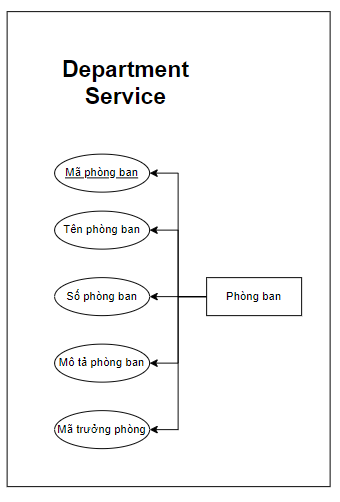 Department
Service
Mã phòng ban
Tên phòng ban
Số phòng ban
Phòng ban
Mô tả phòng ban
Mã trưởng phòng